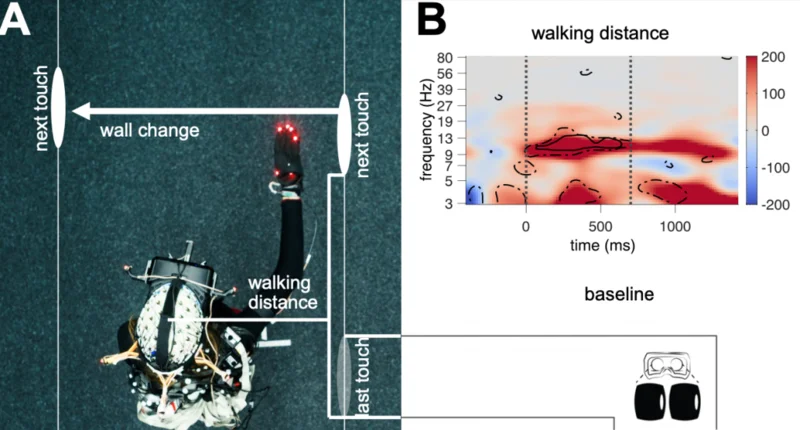 A
next touch
wall change
next touch
walking
distance
last touch
B
walking distance
frequency (Hz)
80
56
39
27
19
13
9
7
5
3
0
500
1000
time (ms)
200
100
0
-100
-200
baseline